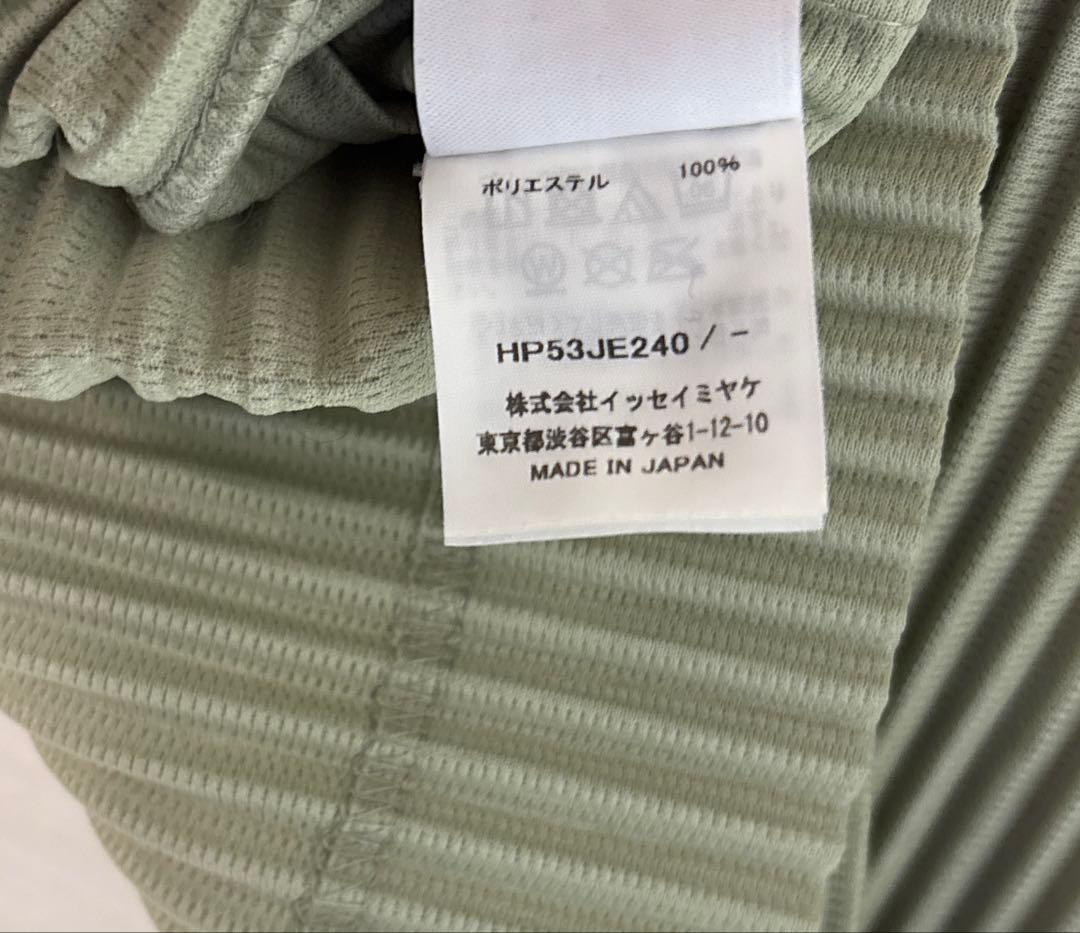 ポリエステル 100%
HP53JE240 / -
株式会社イッセイミヤケ
東京都渋谷区富ヶ谷1-12-10
MADE IN JAPAN